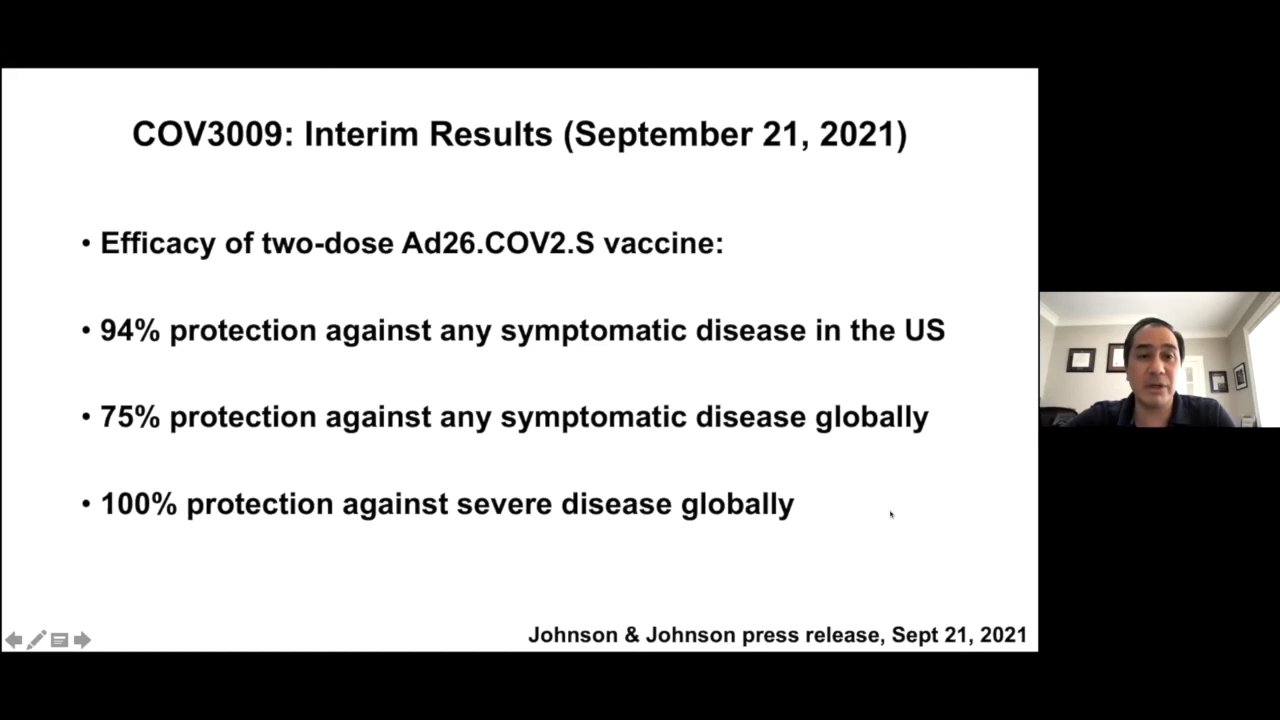 COV3009: Interim Results (September 21, 2021)
• Efficacy of two-dose Ad26.COV2.S vaccine:
• 94% protection against any symptomatic disease in the US
• 75% protection against any symptomatic disease globally
• 100% protection against severe disease globally
Johnson & Johnson press release, Sept 21, 2021